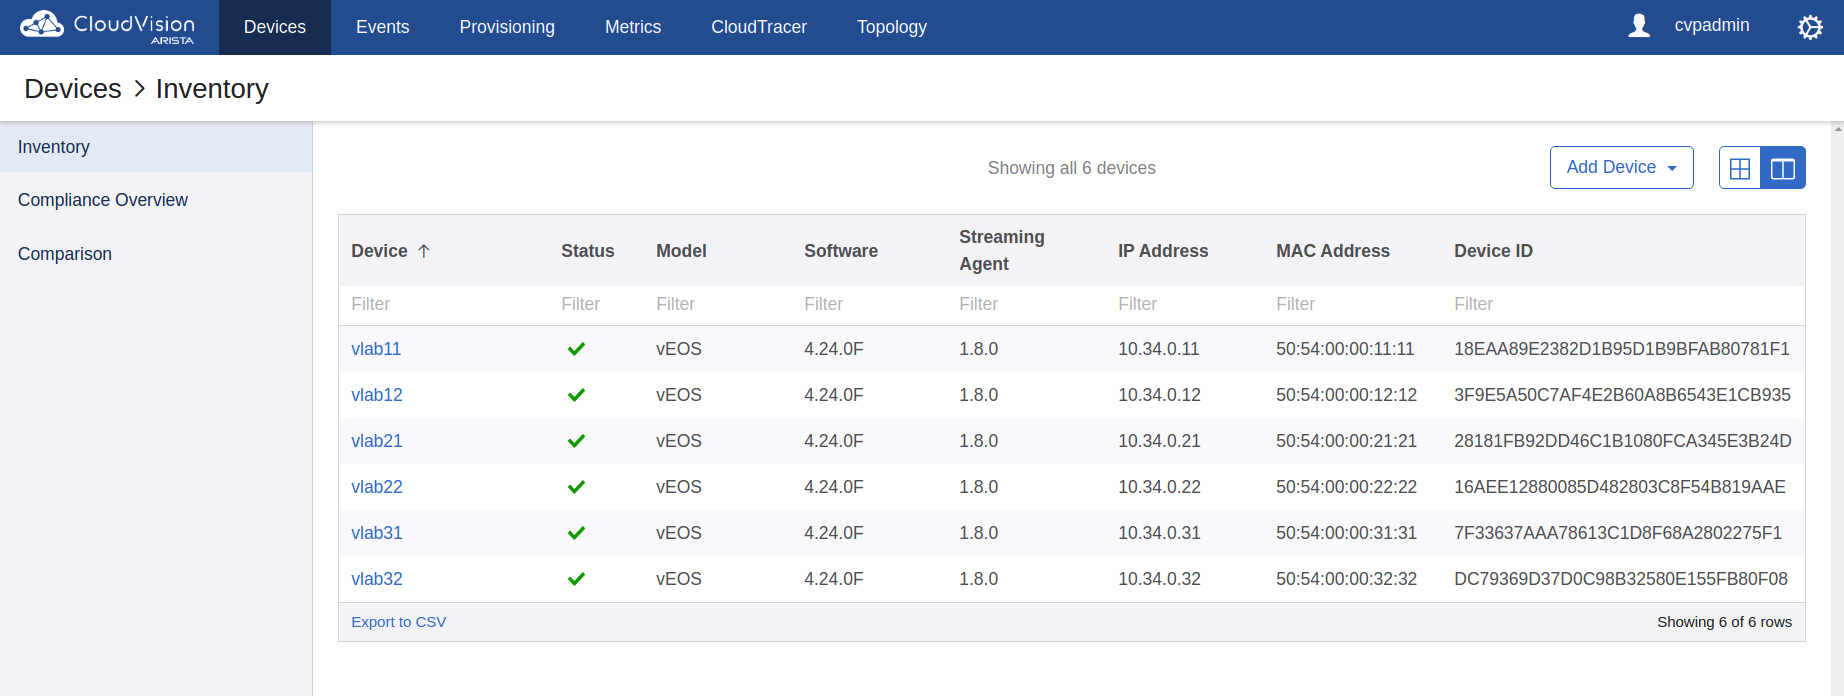 CloudVision
ARISTA
Devices Events Provisioning Metrics CloudTracer Topology cvpadmin
Devices > Inventory
Inventory
Compliance Overview
Comparison
Showing all 6 devices
Add Device
Device ↑ Status Model Software Streaming Agent IP Address MAC Address Device ID
Filter Filter Filter Filter Filter Filter Filter Filter
vlab11 vEOS 4.24.0F 1.8.0 10.34.0.11 50:54:00:00:11:11 18EAA89E2382D1B95D1B9BFAB80781F1
vlab12 vEOS 4.24.0F 1.8.0 10.34.0.12 50:54:00:00:12:12 3F9E5A50C7AF4E2B60A8B6543E1CB935
vlab21 vEOS 4.24.0F 1.8.0 10.34.0.21 50:54:00:00:21:21 28181FB92DD46C1B1080FCA345E3B24D
vlab22 vEOS 4.24.0F 1.8.0 10.34.0.22 50:54:00:00:22:22 16AEE12880085D482803C8F54B819AAE
vlab31 vEOS 4.24.0F 1.8.0 10.34.0.31 50:54:00:00:31:31 7F33637AAA78613C1D8F68A2802275F1
vlab32 vEOS 4.24.0F 1.8.0 10.34.0.32 50:54:00:00:32:32 DC79369D37D0C98B32580E155FB80F08
Export to CSV Showing 6 of 6 rows